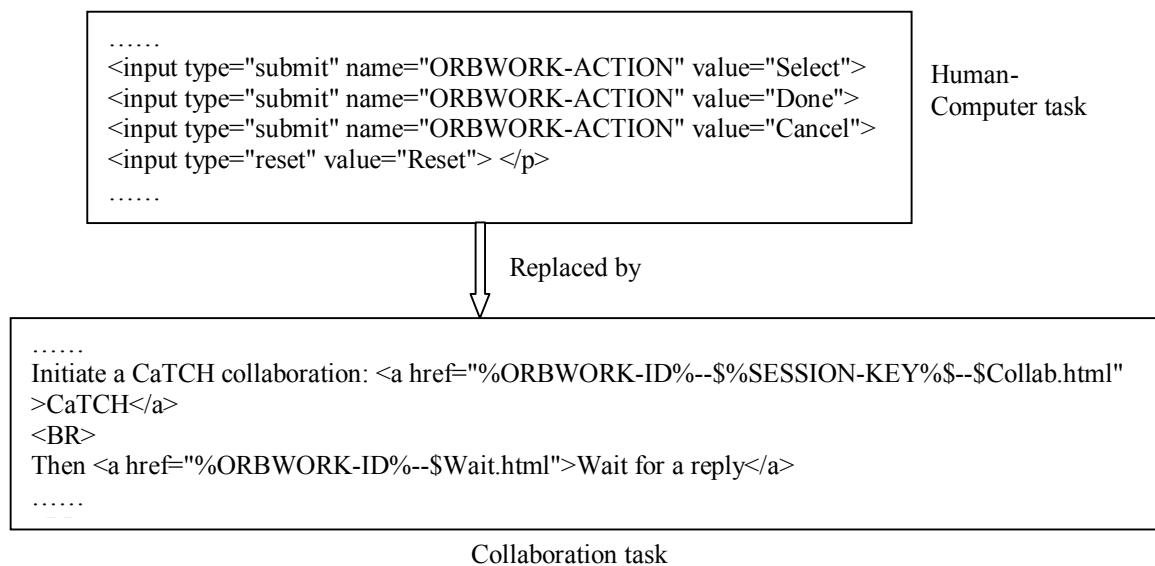 ……
<input type="submit" name="ORBWORK-ACTION" value="Select">
<input type="submit" name="ORBWORK-ACTION" value="Done">
<input type="submit" name="ORBWORK-ACTION" value="Cancel">
<input type="reset" value="Reset"> </p>
……
Human-
Computer task
Replaced by
……
Initiate a CaTCH collaboration: <a href="%ORBWORK-ID%--$%SESSION-KEY%$--$Collab.html"
>CaTCH</a>
<BR>
Then <a href="%ORBWORK-ID%--$Wait.html">Wait for a reply</a>
……
Collaboration task